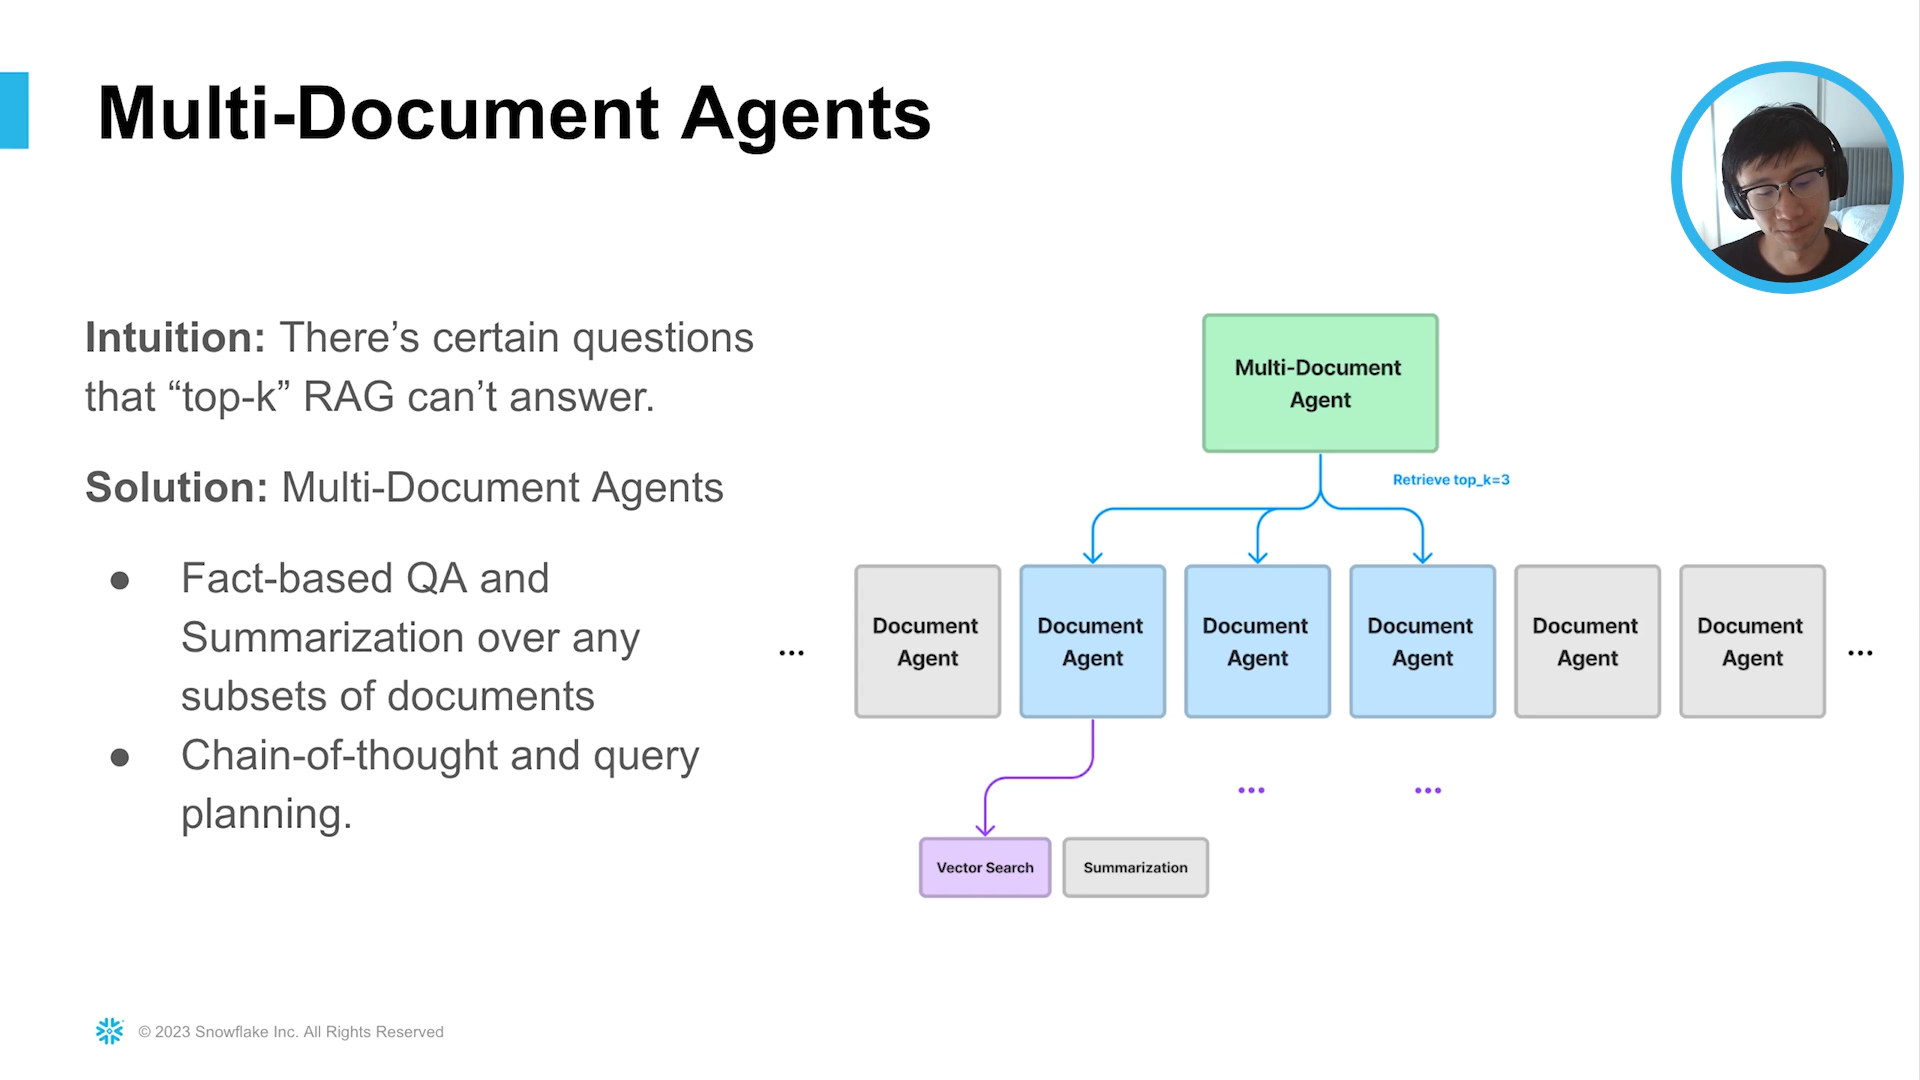 Multi-Document Agents
Intuition: There’s certain questions
that “top-k” RAG can’t answer.
Solution: Multi-Document Agents
● Fact-based QA and
Summarization over any
subsets of documents
● Chain-of-thought and query
planning.
Multi-Document
Agent
Retrieve top_k=3
...
Document
Agent
Document
Agent
Document
Agent
Document
Agent
Document
Agent
Document
Agent
...
...
...
Vector Search
Summarization
© 2023 Snowflake Inc. All Rights Reserved